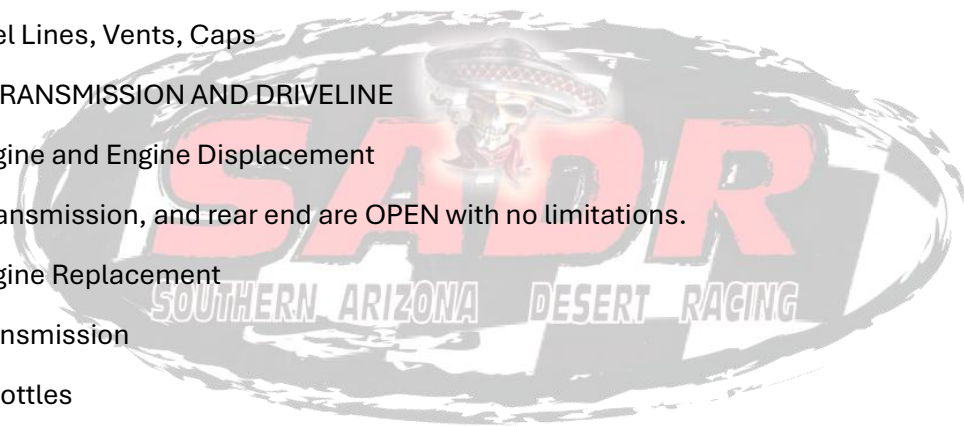 el Lines, Vents, Caps
RANSMISSION AND DRIVELINE
gine and Engine Displacement
ansmission, and rear end are OPEN with no limitations.
gine Replacement
nsmission
ottles
SADR
SOUTHERN ARIZONA DESERT RACING